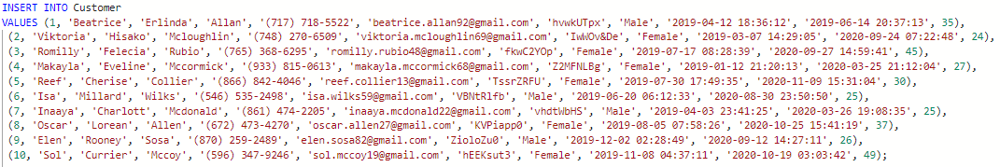 INSERT INTO Customer
VALUES (1, 'Beatrice', 'Erlinda', 'Allan', '(717) 718-5522', 'beatrice.allan92@gmail.com', 'hvwkUTpx', 'Male', '2019-04-12 18:36:12', '2019-06-14 20:37:13', 35),
(2, 'Viktoria', 'Hisako', 'Mcloughlin', '(748) 270-6509', 'viktoria.mcloughlin69@gmail.com', 'IwWOv&De', 'Female', '2019-03-07 14:29:05', '2020-09-24 07:22:48', 24),
(3, 'Romilly', 'Felecia', 'Rubio', '(765) 368-6295', 'romilly.rubio48@gmail.com', 'fkwC2YOp', 'Female', '2019-07-17 08:28:39', '2020-09-27 14:59:41', 45),
(4, 'Makayla', 'Eveline', 'Mccormick', '(933) 815-0613', 'makayla.mccormick68@gmail.com', 'Z2MFNLBg', 'Female', '2019-01-12 21:20:13', '2020-03-25 21:12:04', 27),
(5, 'Reef', 'Cherise', 'Collier', '(866) 842-4046', 'reef.collier13@gmail.com', 'TssrZRFU', 'Female', '2019-07-30 17:49:35', '2020-11-09 15:31:04', 30),
(6, 'Isa', 'Millard', 'Wilks', '(546) 535-2498', 'isa.wilks59@gmail.com', 'VBNtRlfb', 'Male', '2019-06-20 06:12:33', '2020-08-30 23:50:50', 25),
(7, 'Inaaya', 'Charlott', 'Mcdonald', '(861) 474-2205', 'inaaya.mcdonald22@gmail.com', 'vhdtWbHS', 'Male', '2019-04-03 23:41:25', '2020-03-26 19:08:35', 25),
(8, 'Oscar', 'Lorean', 'Allen', '(672) 473-4270', 'oscar.allen27@gmail.com', 'KVPiapp0', 'Female', '2019-08-05 07:58:26', '2020-10-25 15:41:19', 37),
(9, 'Elen', 'Rooney', 'Sosa', '(870) 259-2489', 'elen.sosa82@gmail.com', 'ZioloZu0', 'Male', '2019-12-02 02:28:49', '2020-09-12 14:27:11', 26),
(10, 'Sol', 'Currier', 'Mccoy', '(596) 347-9246', 'sol.mccoy19@gmail.com', 'hEEKsut3', 'Female', '2019-11-08 04:37:11', '2020-10-19 03:03:42', 49);